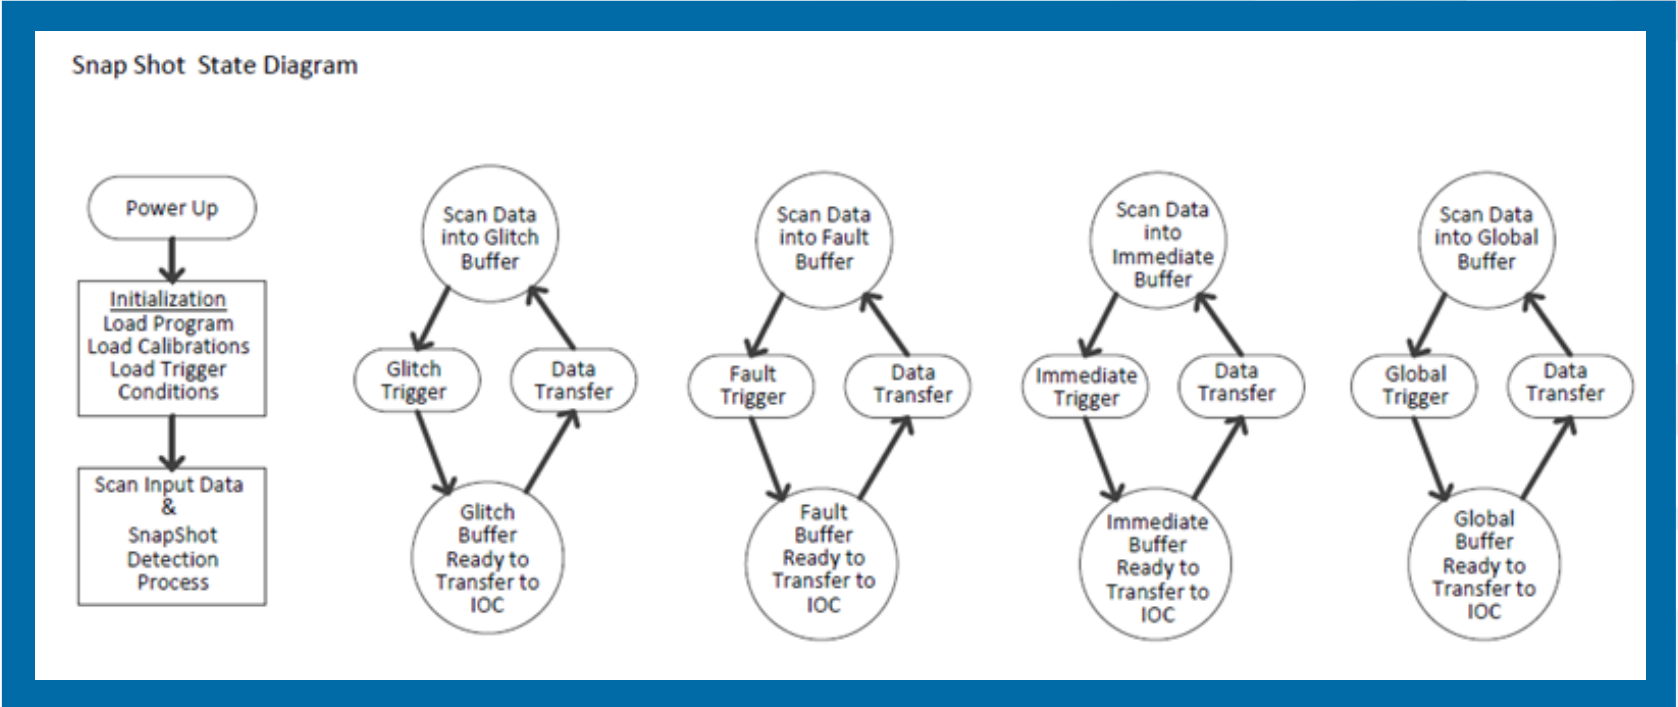 Snap Shot State Diagram
Power Up
Initialization
Load Program
Load Calibrations
Load Trigger
Conditions
Scan Input Data
&
SnapShot
Detection
Process
Scan Data
into Glitch
Buffer
Glitch
Trigger
Data
Transfer
Glitch
Buffer
Ready to
Transfer to
IOC
Scan Data
into Fault
Buffer
Fault
Trigger
Data
Transfer
Fault
Buffer
Ready to
Transfer to
IOC
Scan Data
into
Immediate
Buffer
Immediate
Trigger
Data
Transfer
Immediate
Buffer
Ready to
Transfer to
IOC
Scan Data
into Global
Buffer
Global
Trigger
Data
Transfer
Global
Buffer
Ready to
Transfer to
IOC